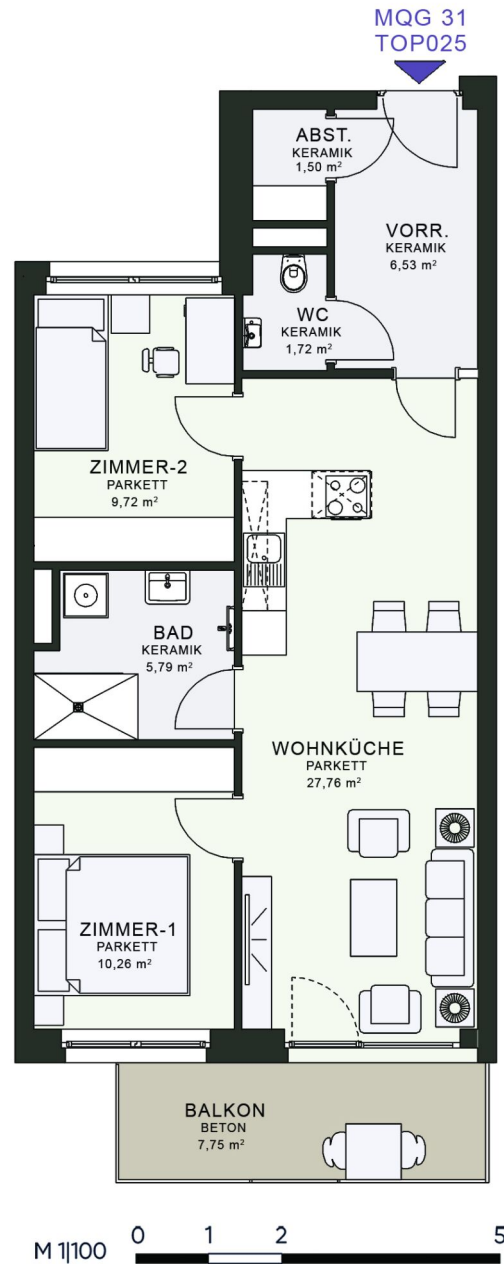 MQG 31
TOP025
ABST.
KERAMIK
1,50 m²
VORR.
KERAMIK
6,53 m²
WC
KERAMIK
1,72 m²
ZIMMER-2
PARKETT
9,72 m²
BAD
KERAMIK
5,79 m²
WOHNKÜCHE
PARKETT
27,76 m²
ZIMMER-1
PARKETT
10,26 m²
BALKON
BETON
7,75 m²
M 1|100 0 1 2 5